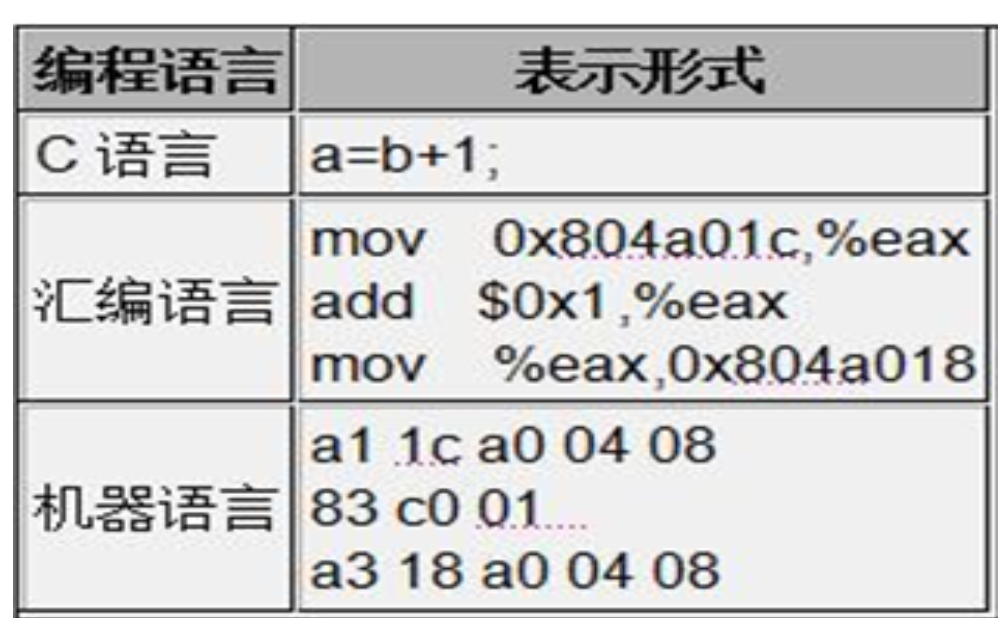 编程语言 表示形式
C 语言 a=b+1;
汇编语言
mov 0x804a01c,%eax
add $0x1,%eax
mov %eax,0x804a018
机器语言
a1 1c a0 04 08
83 c0 01
a3 18 a0 04 08